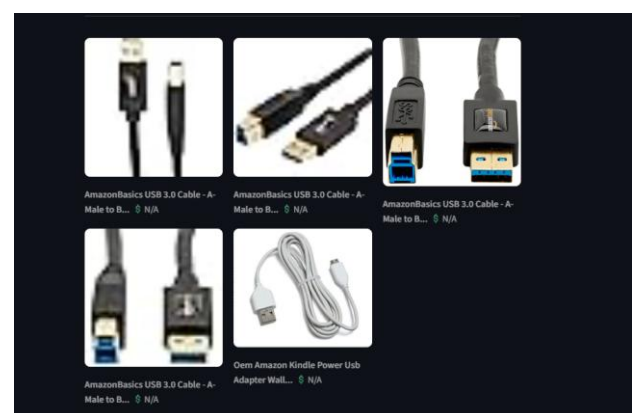 AmazonBasics USB 3.0 Cable - A-
Male to B... $ N/A
AmazonBasics USB 3.0 Cable - A-
Male to B... $ N/A
AmazonBasics USB 3.0 Cable - A-
Male to B... $ N/A
AmazonBasics USB 3.0 Cable - A-
Male to B... $ N/A
Oem Amazon Kindle Power Usb
Adapter Wall... $ N/A